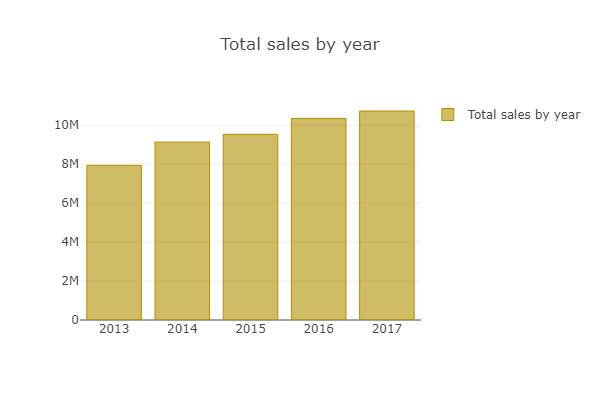 Total sales by year
Total sales by year
10M
8M
6M
4M
2M
0
2013 2014 2015 2016 2017